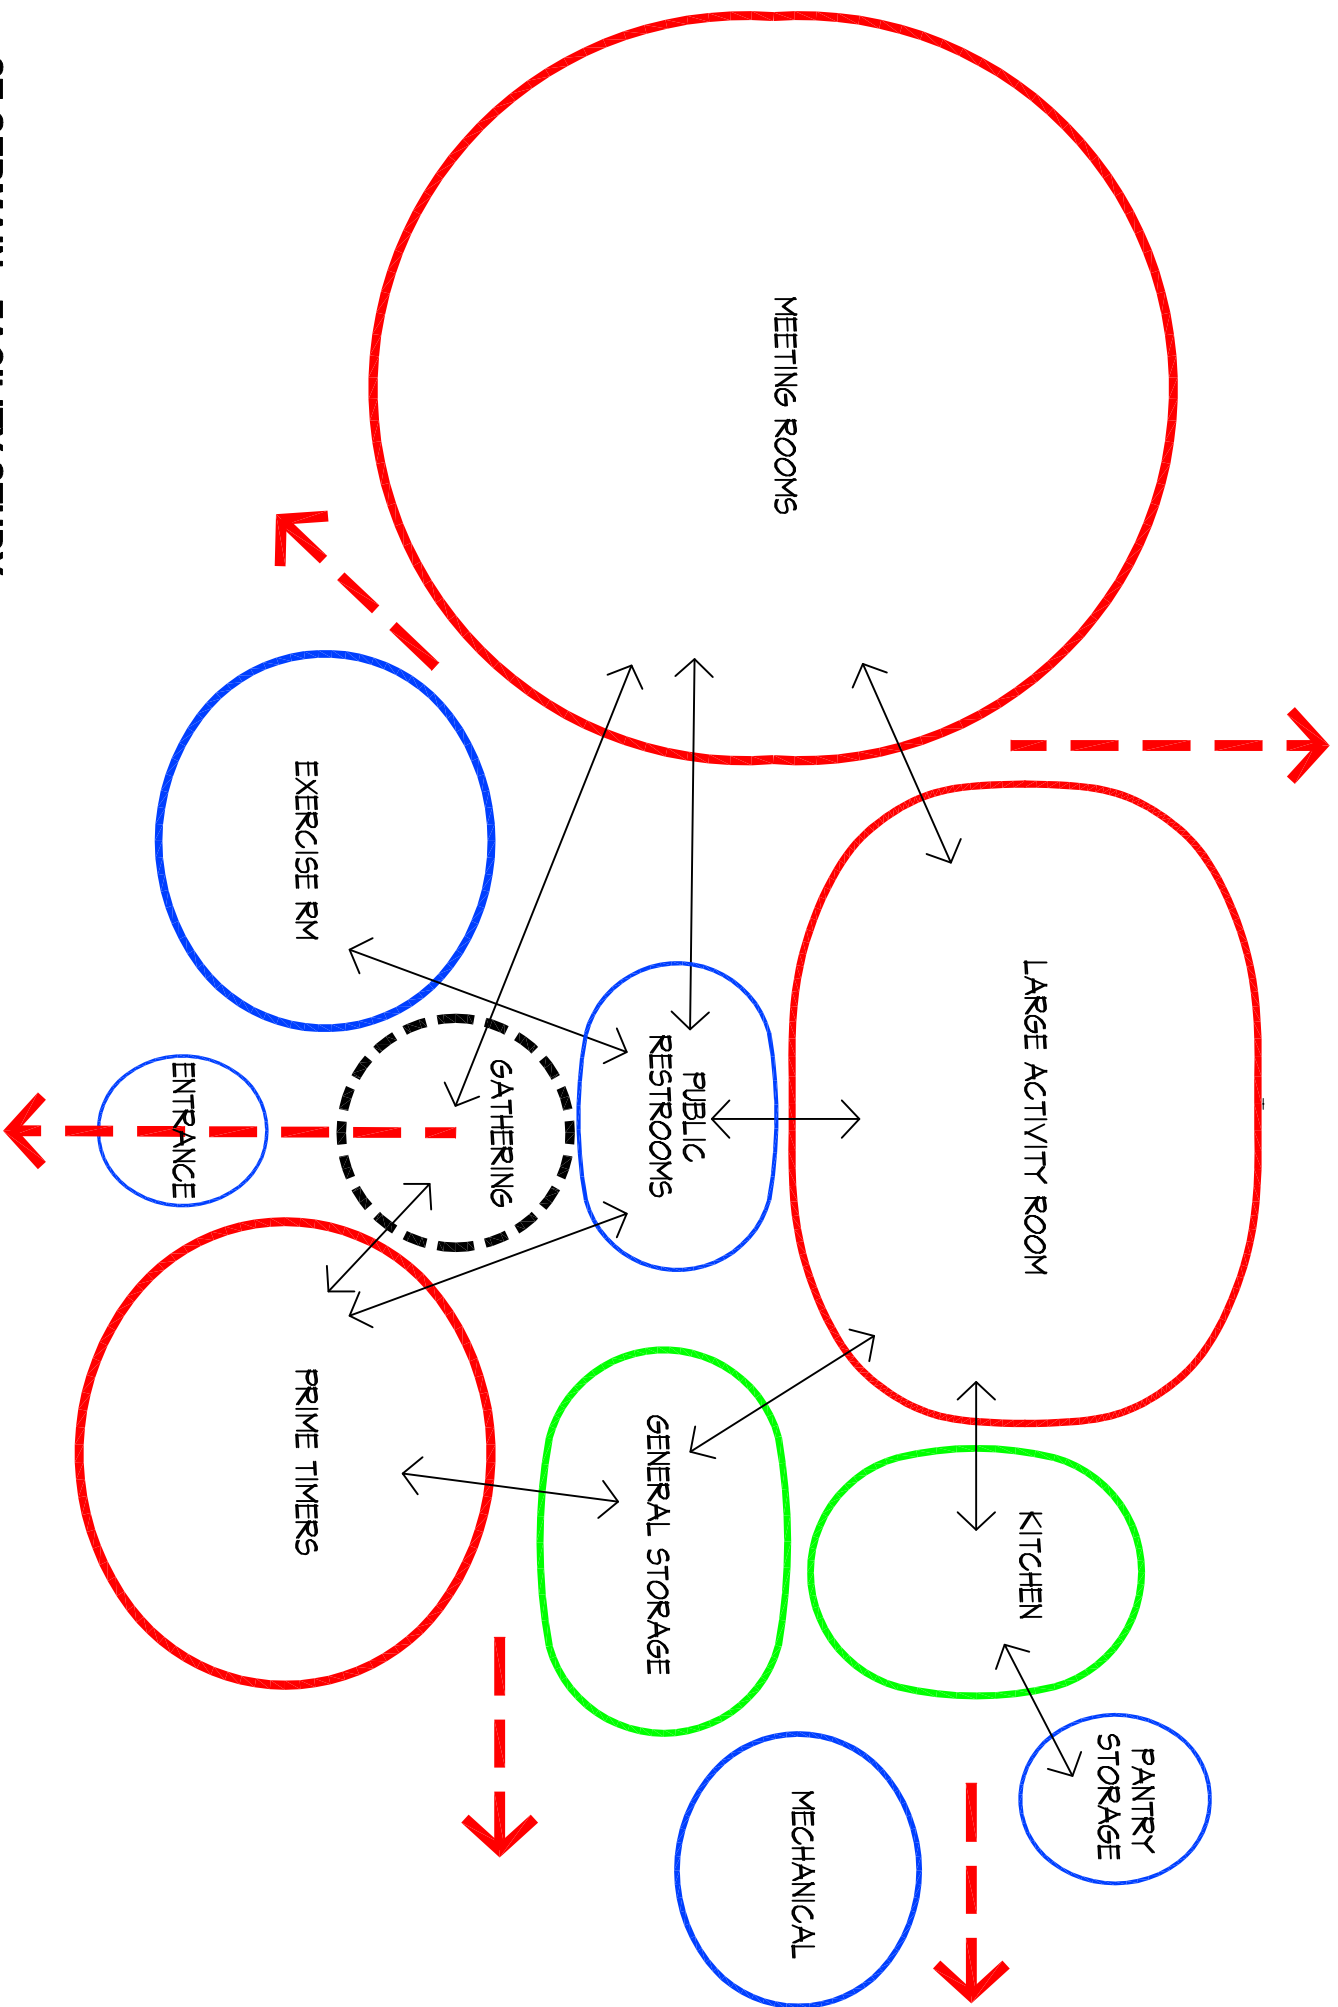 MEETING ROOMS
LARGE ACTIVITY ROOM
PUBLIC
RESTROOMS
GATHERING
EXERCISE RM
ENTRANCE
PRIME TIMERS
GENERAL STORAGE
KITCHEN
PANTRY
STORAGE
MECHANICAL